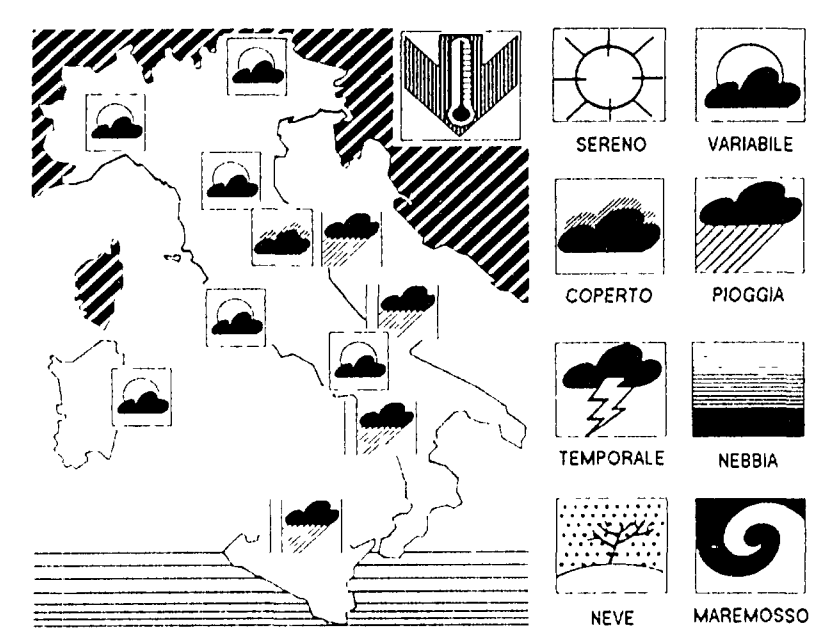 SERENO
VARIABILE
COPERTO
PIOGGIA
TEMPORALE
NEBBIA
NEVE
MAREMOSSO